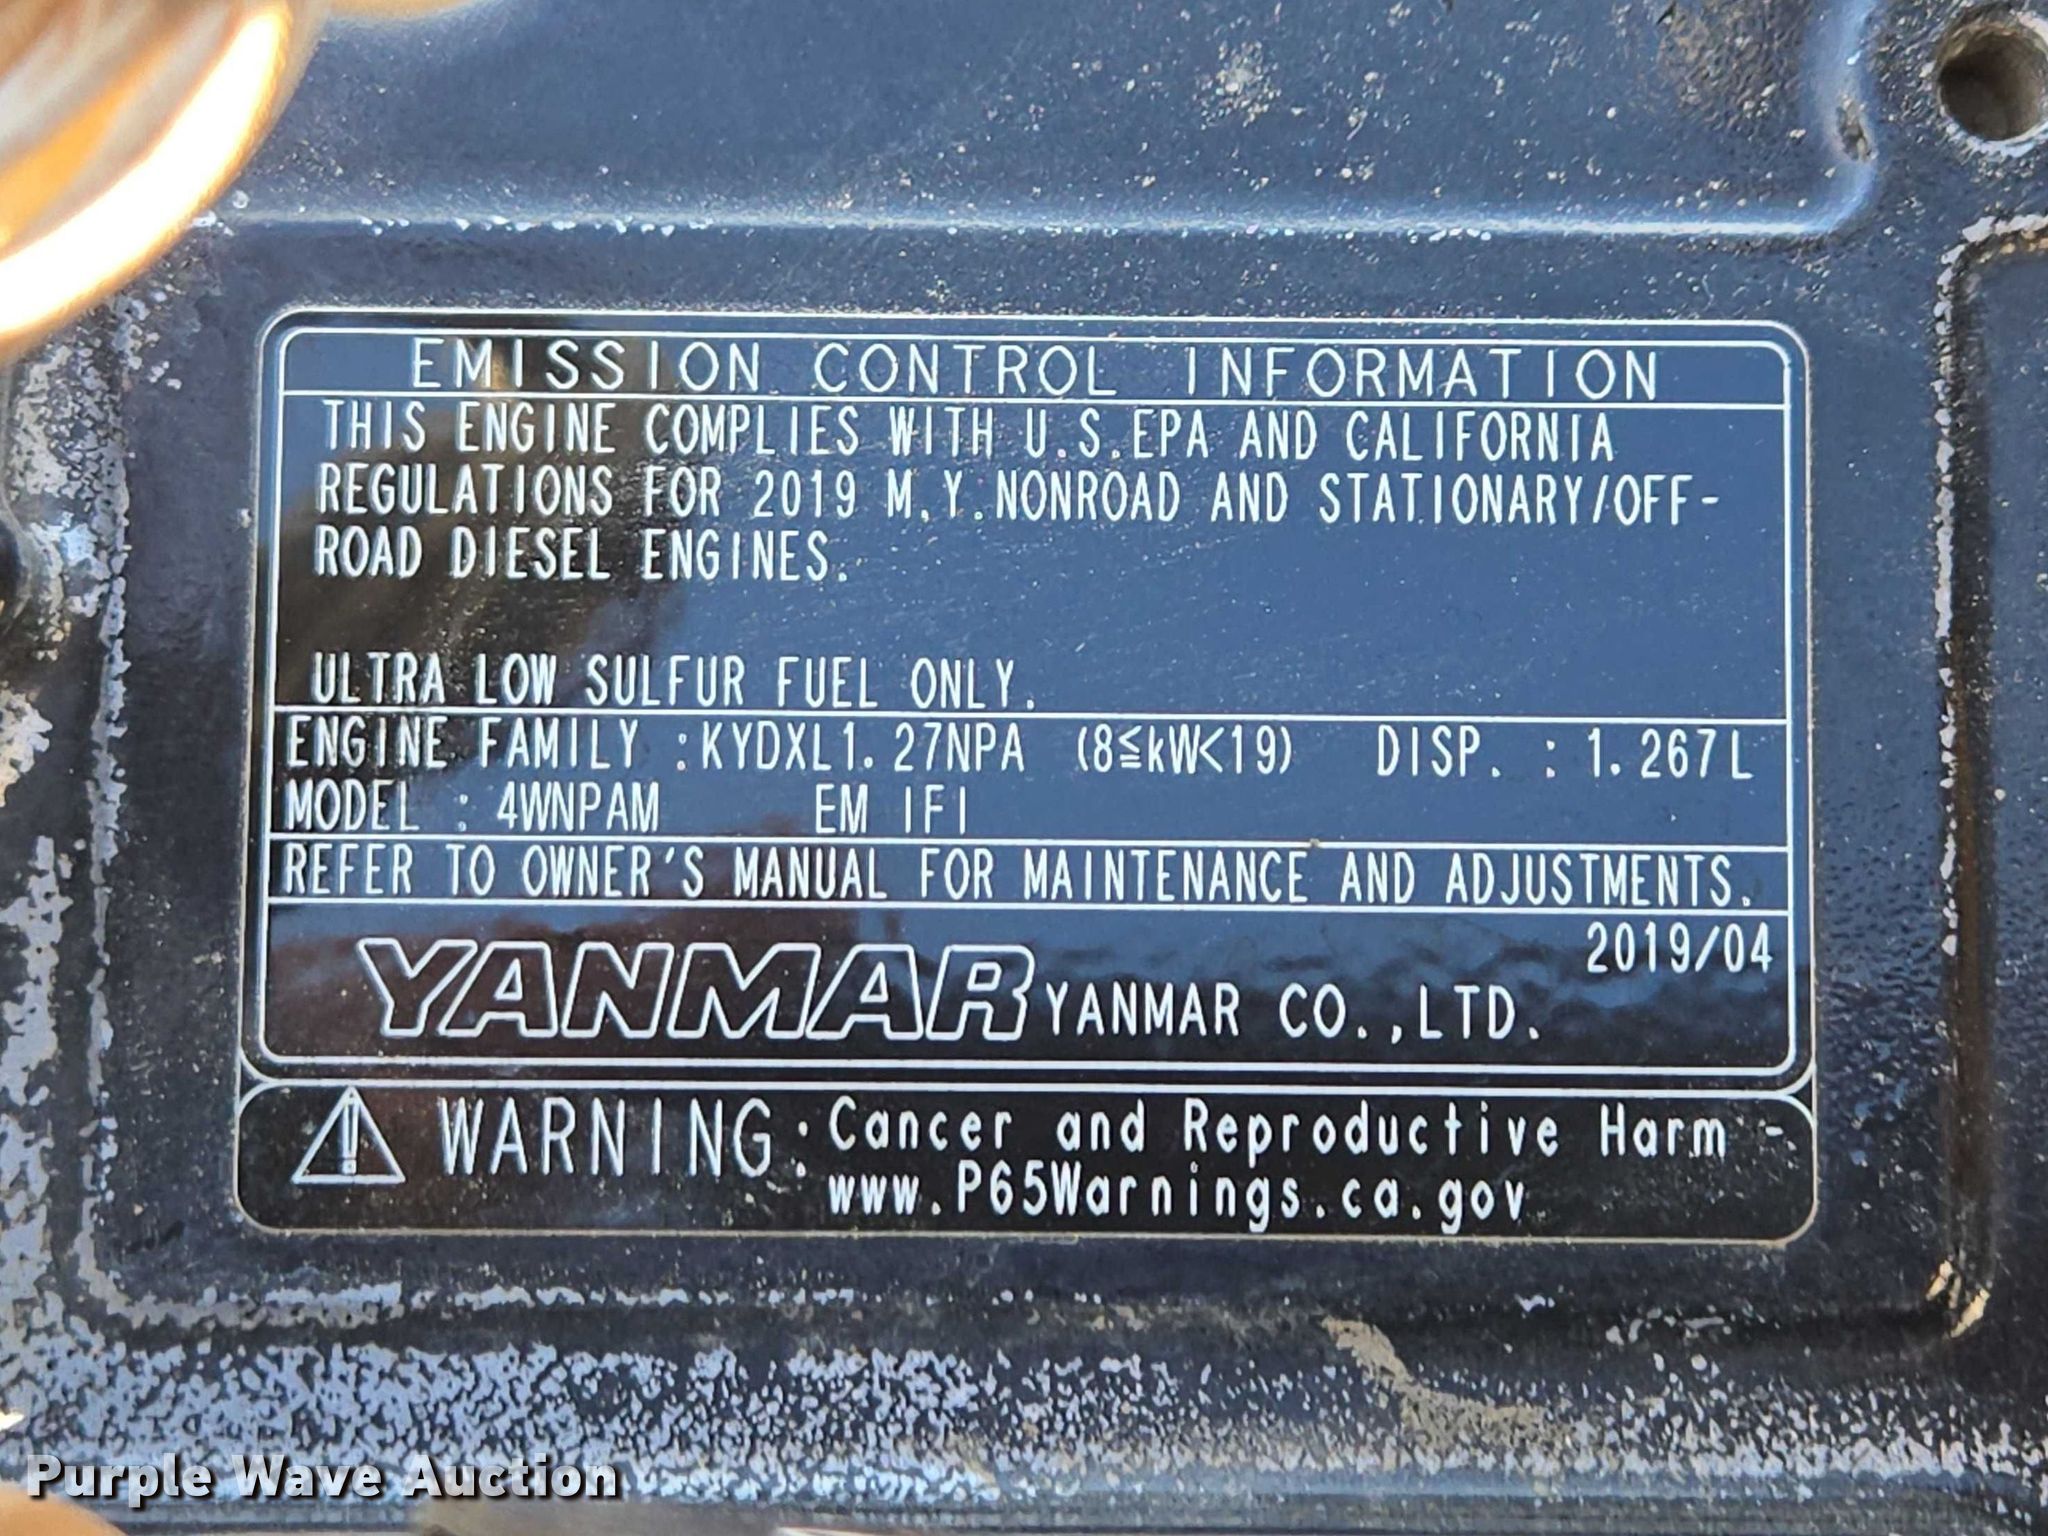 EMISSION CONTROL INFORMATION
THIS ENGINE COMPLIES WITH U.S.EPA AND CALIFORNIA
REGULATIONS FOR 2019 M.Y.NONROAD AND STATIONARY/OFF-
ROAD DIESEL ENGINES.
ULTRA LOW SULFUR FUEL ONLY.
ENGINE FAMILY :KYDXL1.27NPA (8≦kW<19) DISP. : 1.267L
MODEL : 4WNPAM EM IFI
REFER TO OWNER'S MANUAL FOR MAINTENANCE AND ADJUSTMENTS.
2019/04
YANMAR YANMAR CO.,LTD.
WARNING: Cancer and Reproductive Harm -
www.P65Warnings.ca.gov
Purple Wave Auction